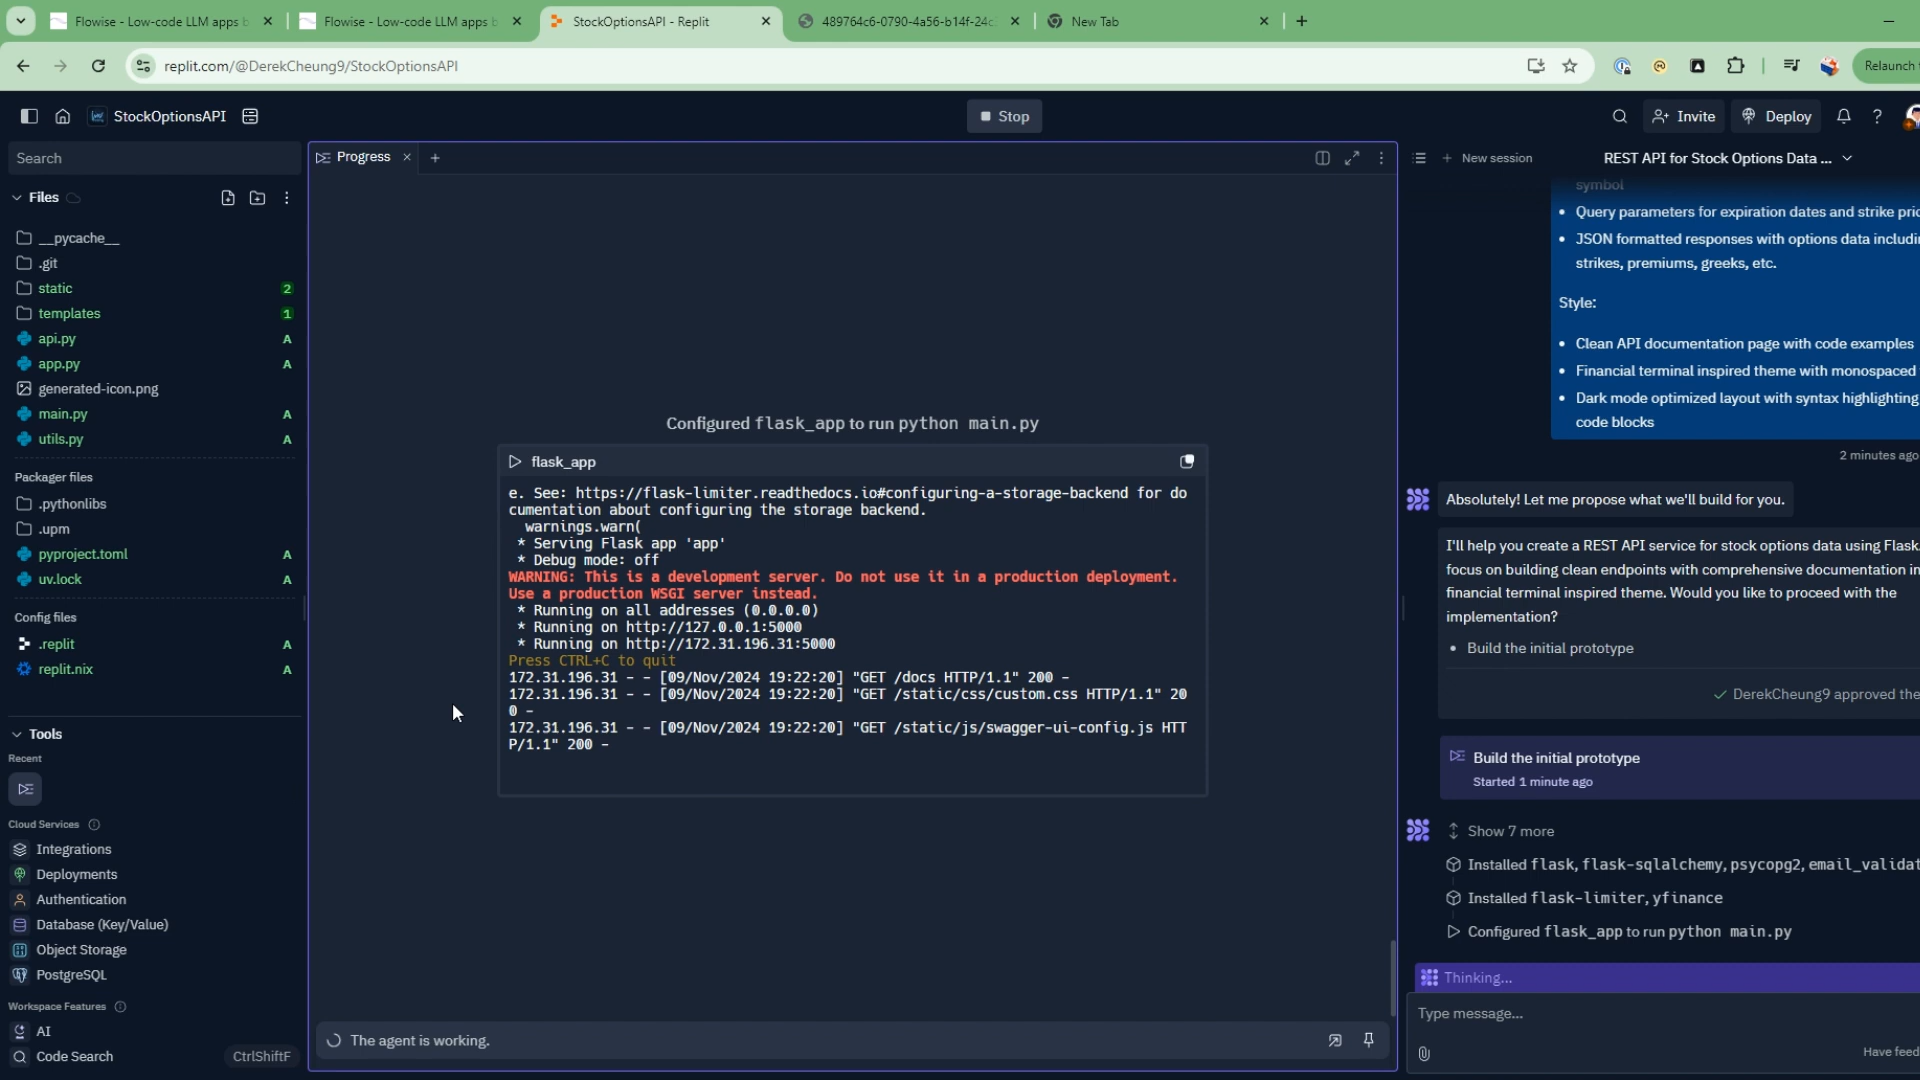 Flowise - Low-code LLM apps b
Flowise - Low-code LLM apps b
StockOptionsAPI - Replit
489764c6-0790-4a56-b14f-24c
New Tab
replit.com/@DerekCheung9/StockOptionsAPI
Relaunch
StockOptionsAPI
Stop
Invite
Deploy
Search
Files
__pycache__
.git
static 2
templates 1
api.py A
app.py A
generated-icon.png
main.py A
utils.py A
Packager files
.pythonlibs
.upm
pyproject.toml A
uv.lock A
Config files
.replit A
replit.nix A
Tools
Recent
Cloud Services
Integrations
Deployments
Authentication
Database (Key/Value)
Object Storage
PostgreSQL
Workspace Features
AI
Code Search CtrlShiftF
Progress
Configured flask_app to run python main.py
flask_app
e. See: https://flask-limiter.readthedocs.io#configuring-a-storage-backend for do
cumentation about configuring the storage backend.
warnings.warn(
* Serving Flask app 'app'
* Debug mode: off
WARNING: This is a development server. Do not use it in a production deployment.
Use a production WSGI server instead.
* Running on all addresses (0.0.0.0)
* Running on http://127.0.0.1:5000
* Running on http://172.31.196.31:5000
Press CTRL+C to quit
172.31.196.31 - - [09/Nov/2024 19:22:20] "GET /docs HTTP/1.1" 200 -
172.31.196.31 - - [09/Nov/2024 19:22:20] "GET /static/css/custom.css HTTP/1.1" 20
0 -
172.31.196.31 - - [09/Nov/2024 19:22:20] "GET /static/js/swagger-ui-config.js HTT
P/1.1" 200 -
The agent is working.
New session
REST API for Stock Options Data ...
symbol
• Query parameters for expiration dates and strike pric
• JSON formatted responses with options data includin
strikes, premiums, greeks, etc.
Style:
• Clean API documentation page with code examples
• Financial terminal inspired theme with monospaced
• Dark mode optimized layout with syntax highlighting
code blocks
2 minutes ago
Absolutely! Let me propose what we'll build for you.
I'll help you create a REST API service for stock options data using Flask.
focus on building clean endpoints with comprehensive documentation in
financial terminal inspired theme. Would you like to proceed with the
implementation?
• Build the initial prototype
DerekCheung9 approved the
Build the initial prototype
Started 1 minute ago
Show 7 more
Installed flask, flask-sqlalchemy, psycopg2, email_validat
Installed flask-limiter, yfinance
Configured flask_app to run python main.py
Thinking...
Type message...
Have feed